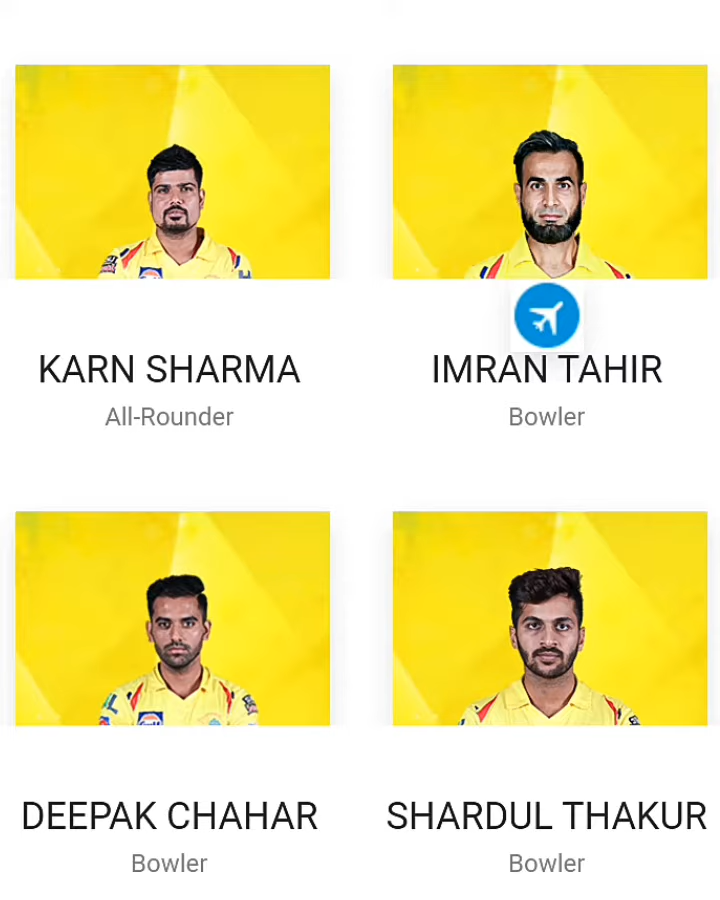 KARN SHARMA
All-Rounder
IMRAN TAHIR
Bowler
DEEPAK CHAHAR
Bowler
SHARDUL THAKUR
Bowler